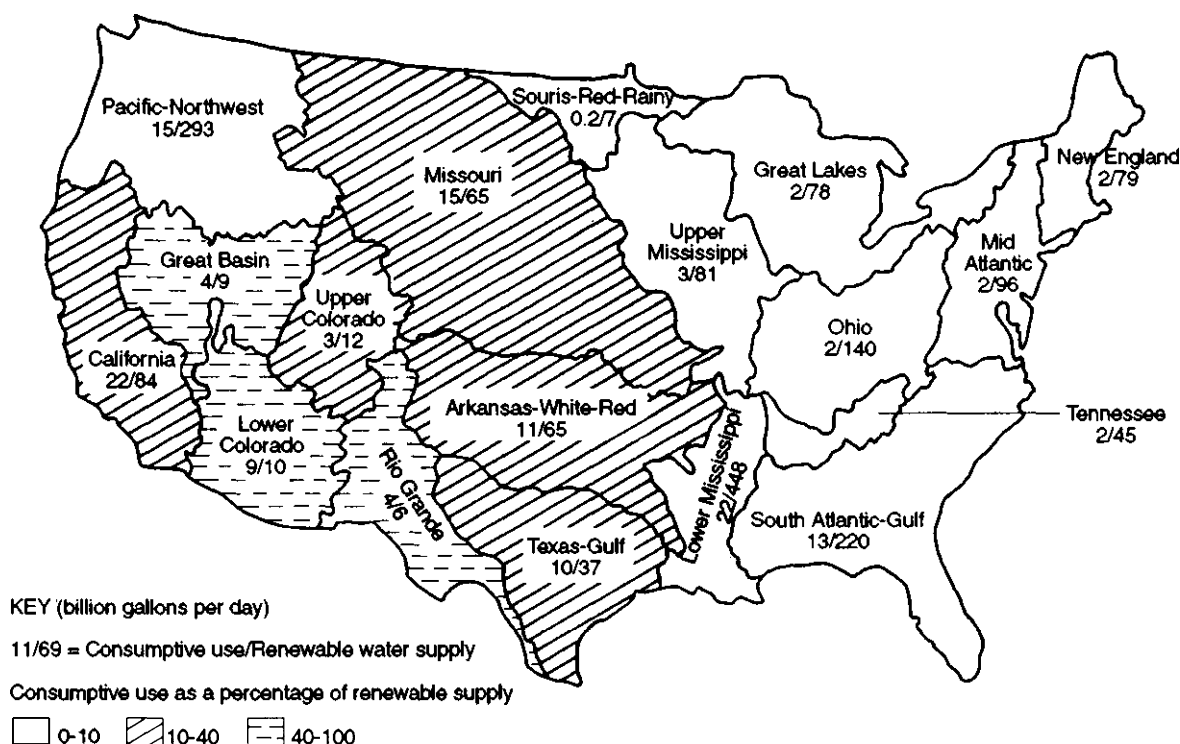 Pacific-Northwest
15/293
Souris-Red-Rainy
0.2/7
Missouri
15/65
Great Lakes
2/78
New England
2/79
Upper
Mississippi
3/81
Mid
Atlantic
2/96
Great Basin
4/9
Upper
Colorado
3/12
Ohio
2/140
California
22/84
Lower
Colorado
9/10
Arkansas-White-Red
11/65
Tennessee
2/45
Rio Grande
4/6
Lower Mississippi
22/448
Texas-Gulf
10/37
South Atlantic-Gulf
13/220
KEY (billion gallons per day)
11/69 = Consumptive use/Renewable water supply
Consumptive use as a percentage of renewable supply
0-10 10-40 40-100